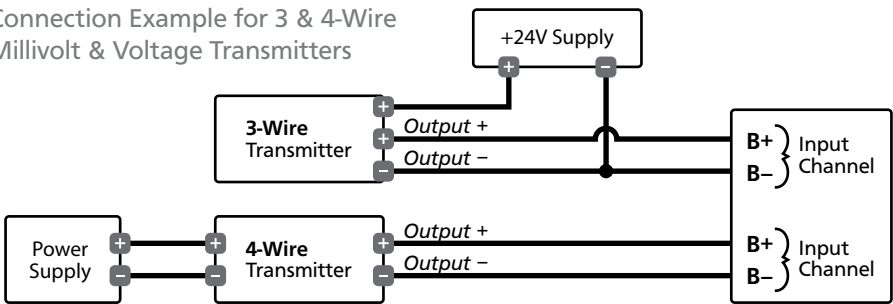 Connection Example for 3 & 4-Wire
Millivolt & Voltage Transmitters
+24V Supply
+ −
3-Wire
Transmitter
+
+
−
Output +
Output −
B+
B−
Input
Channel
Power
Supply
+
−
+
−
4-Wire
Transmitter
+
−
Output +
Output −
B+
B−
Input
Channel